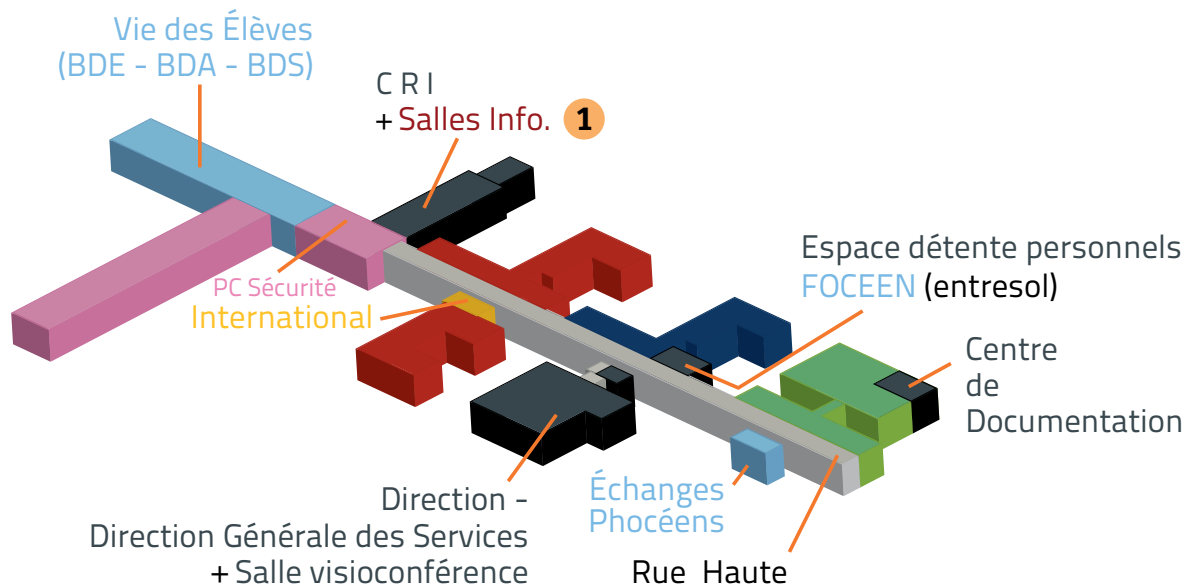 Vie des Élèves
(BDE - BDA - BDS)
C R I
+ Salles Info. 1
Espace détente personnels
FOCEEN (entresol)
PC Sécurité
International
Centre
de
Documentation
Direction -
Direction Générale des Services
+ Salle visioconférence
Échanges
Phocéens
Rue Haute